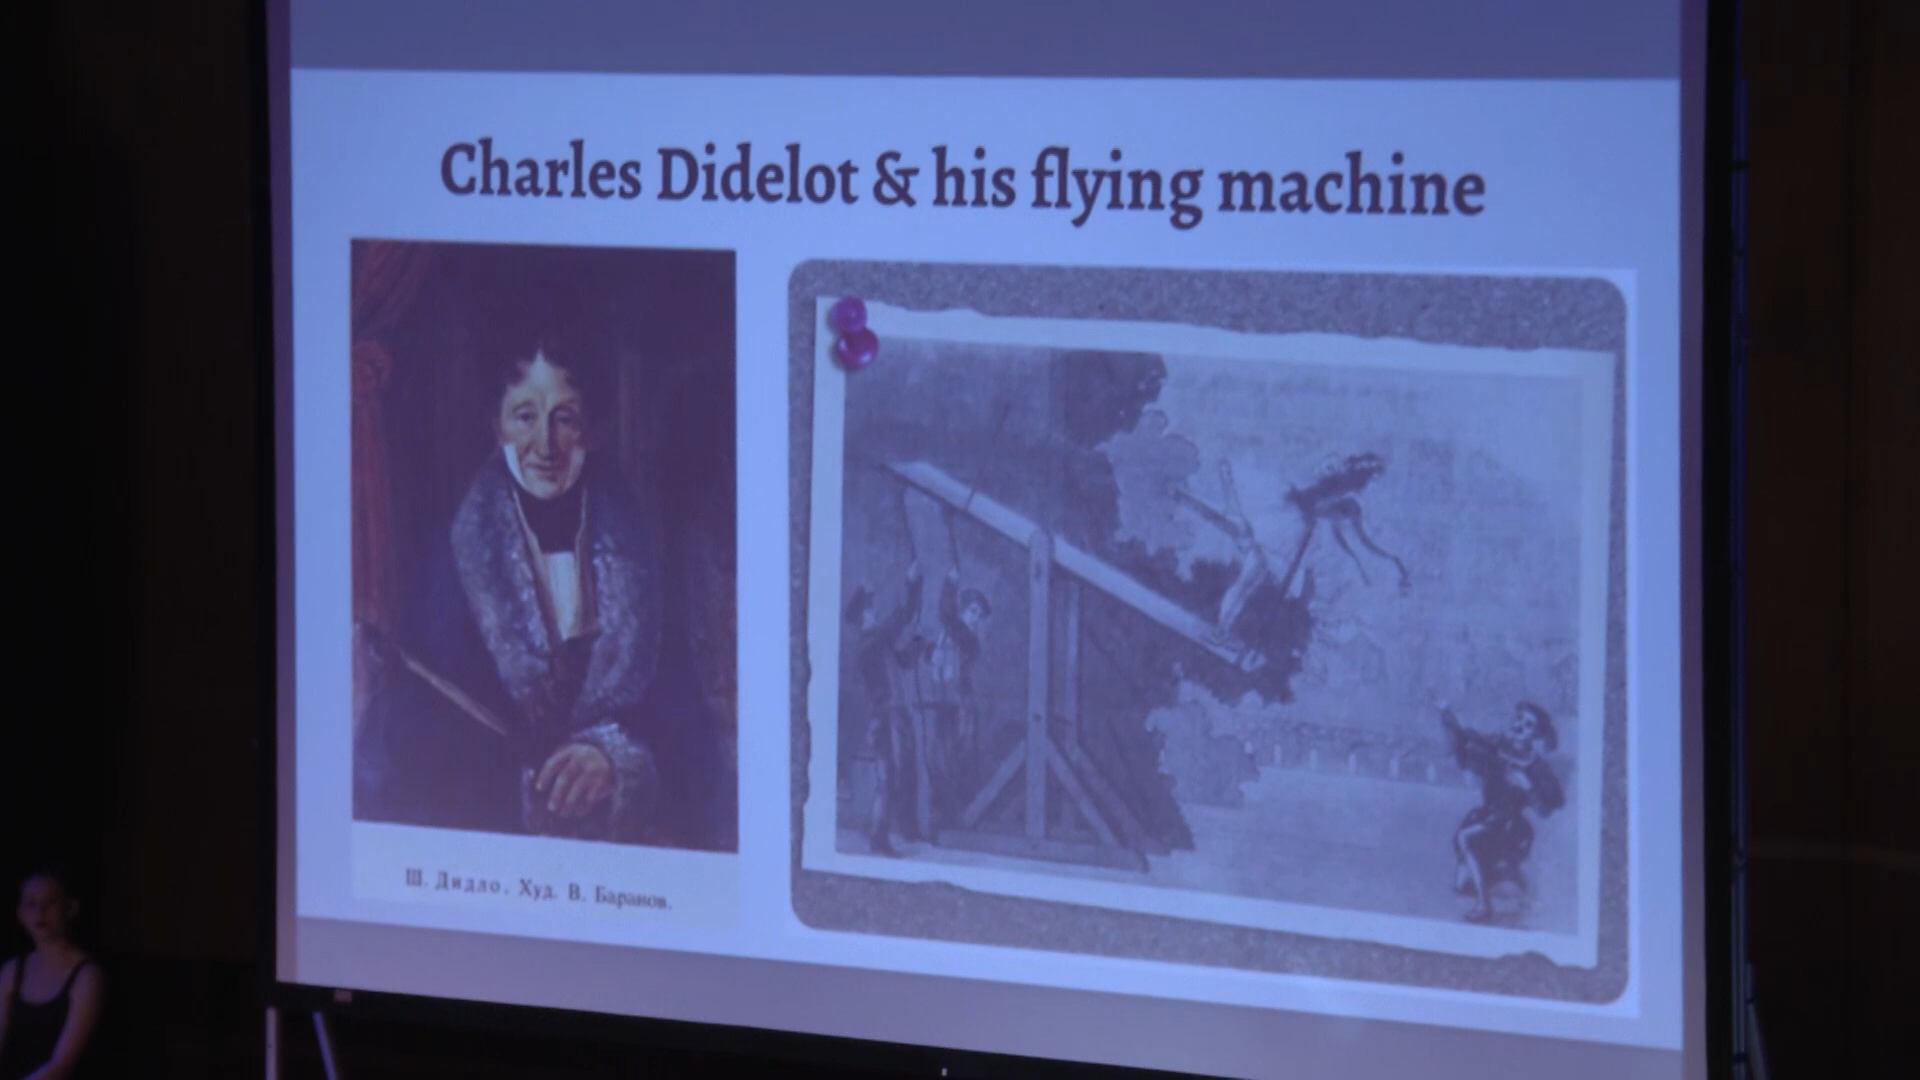 Charles Didelot & his flying machine
Ш. Дидло. Худ. В. Баранов.